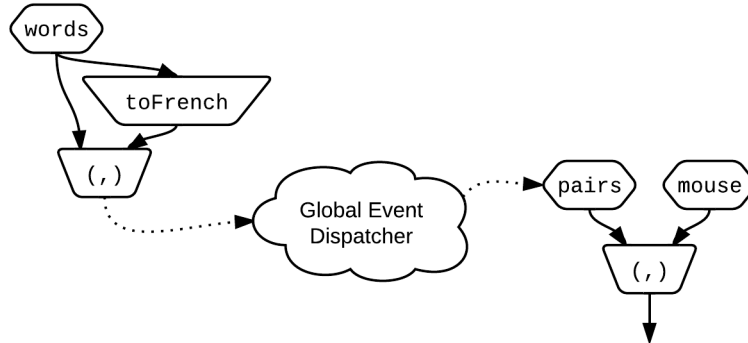 words
toFrench
(,)
Global Event
Dispatcher
pairs
mouse
(,)